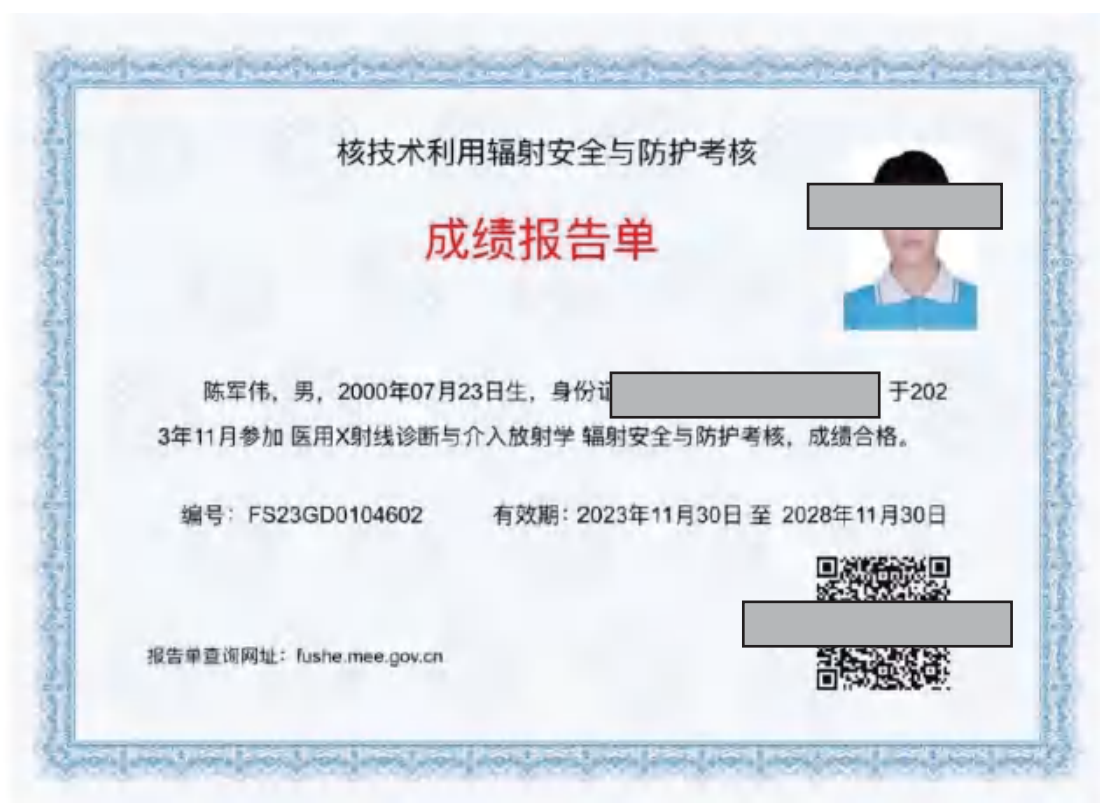 核技术利用辐射安全与防护考核
成绩报告单
陈军伟，男，2000年07月23日生，身份证 于202
3年11月参加 医用X射线诊断与介入放射学 辐射安全与防护考核，成绩合格。
编号：FS23GD0104602 有效期：2023年11月30日 至 2028年11月30日
报告单查询网址：fushe.mee.gov.cn